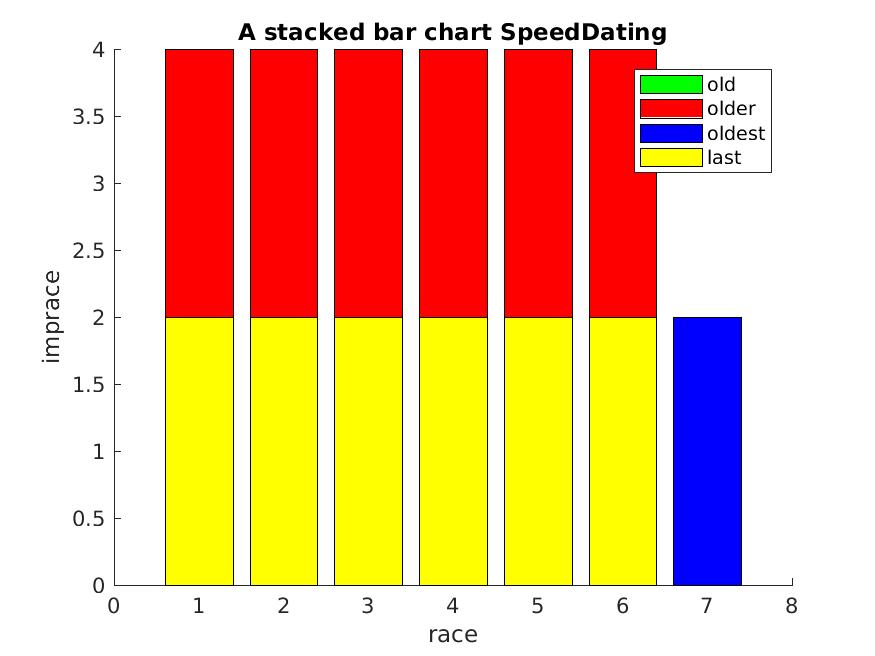 A stacked bar chart SpeedDating
4
3.5
3
2.5
2
1.5
1
0.5
0
imprace
old
older
oldest
last
0 1 2 3 4 5 6 7 8
race